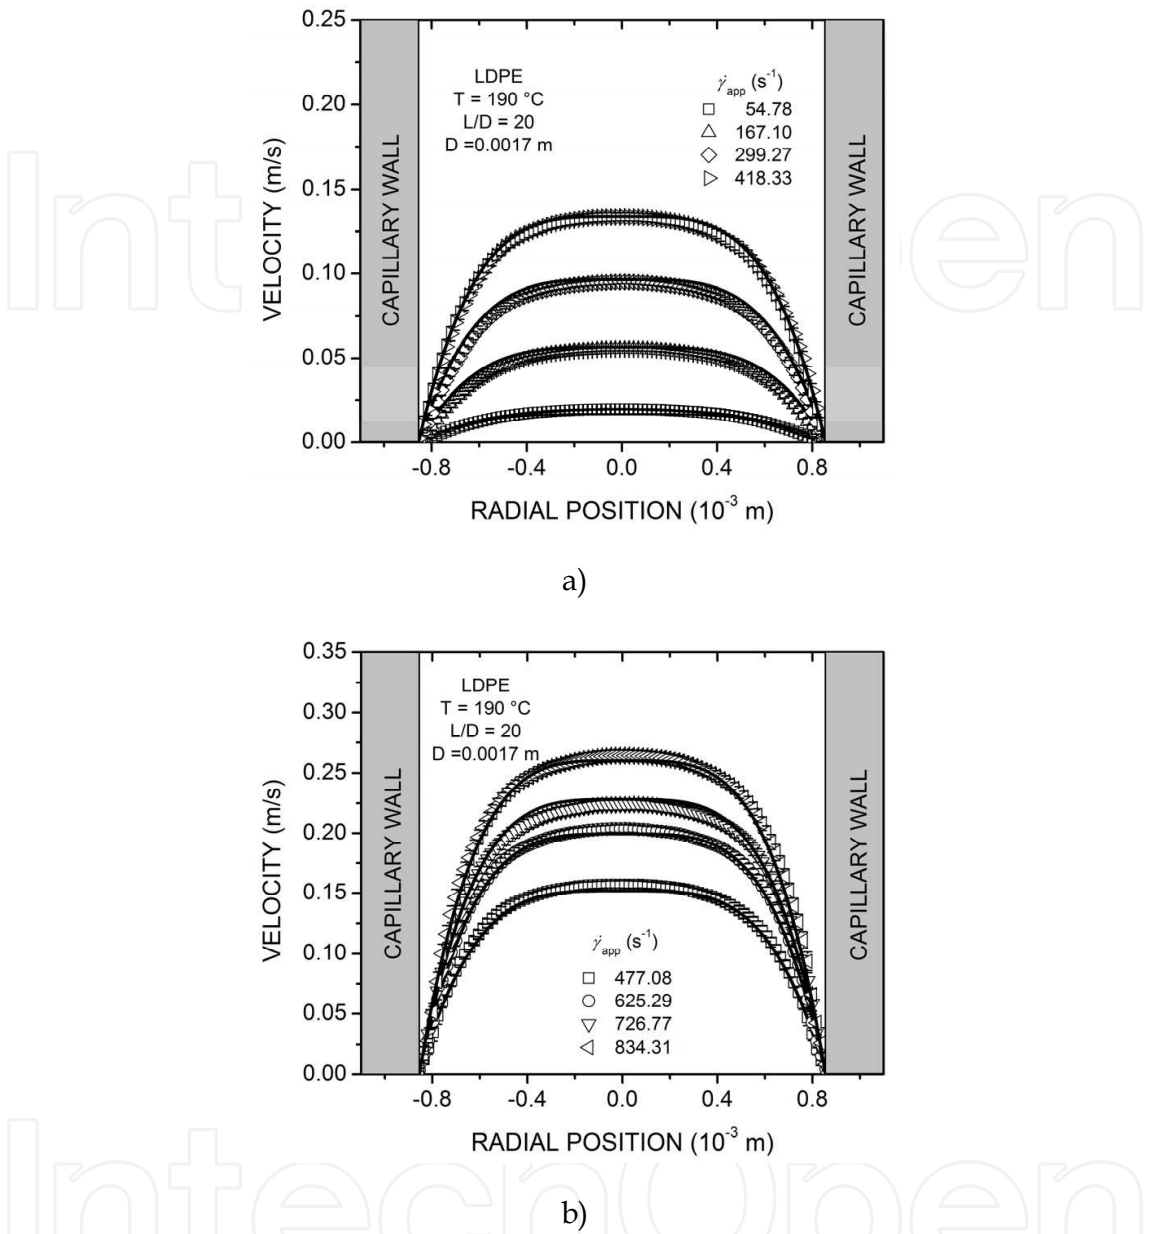 0.25
0.20
0.15
0.10
0.05
0.00
VELOCITY (m/s)
CAPILLARY WALL
LDPE
T = 190 °C
L/D = 20
D =0.0017 m
γ̇app (s⁻¹)
54.78
167.10
299.27
418.33
CAPILLARY WALL
-0.8 -0.4 0.0 0.4 0.8
RADIAL POSITION (10⁻³ m)
a)
0.35
0.30
0.25
0.20
0.15
0.10
0.05
0.00
VELOCITY (m/s)
CAPILLARY WALL
LDPE
T = 190 °C
L/D = 20
D =0.0017 m
γ̇app (s⁻¹)
477.08
625.29
726.77
834.31
CAPILLARY WALL
-0.8 -0.4 0.0 0.4 0.8
RADIAL POSITION (10⁻³ m)
b)
IntechOpen